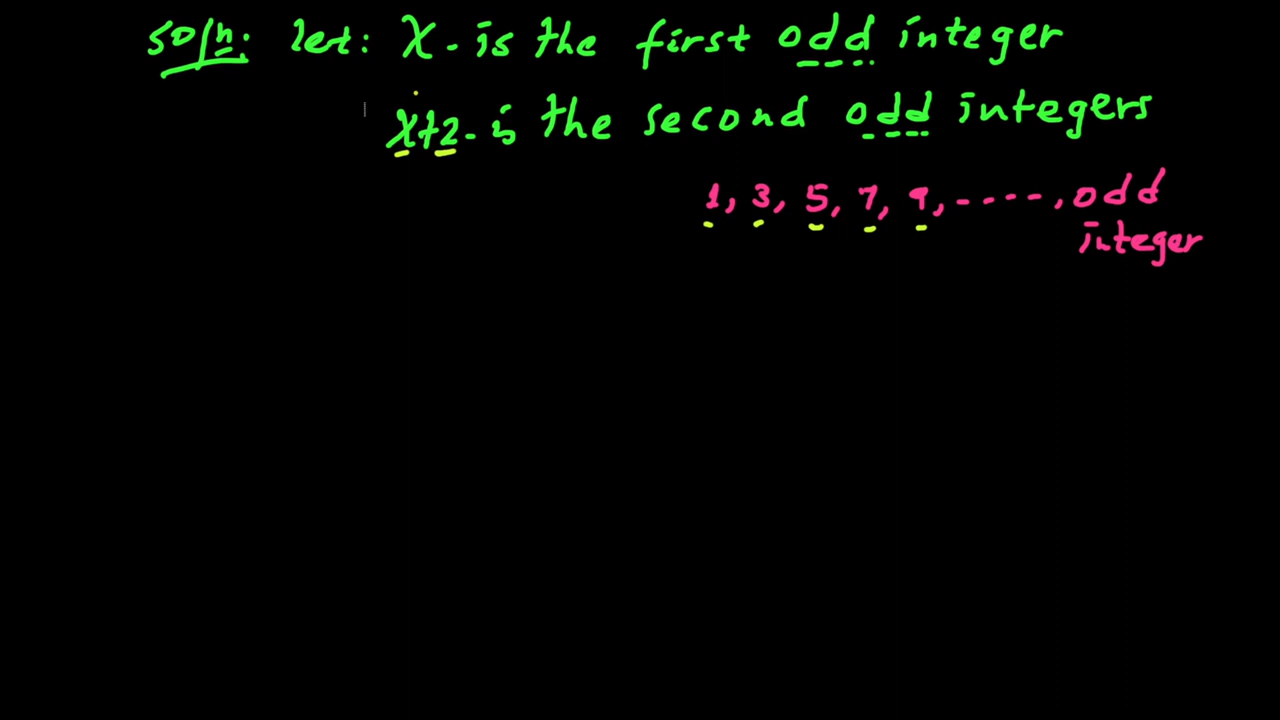 soln: let: x - is the first odd integer
x+2 - is the second odd integers
1, 3, 5, 7, 9, - - - -, odd
integer